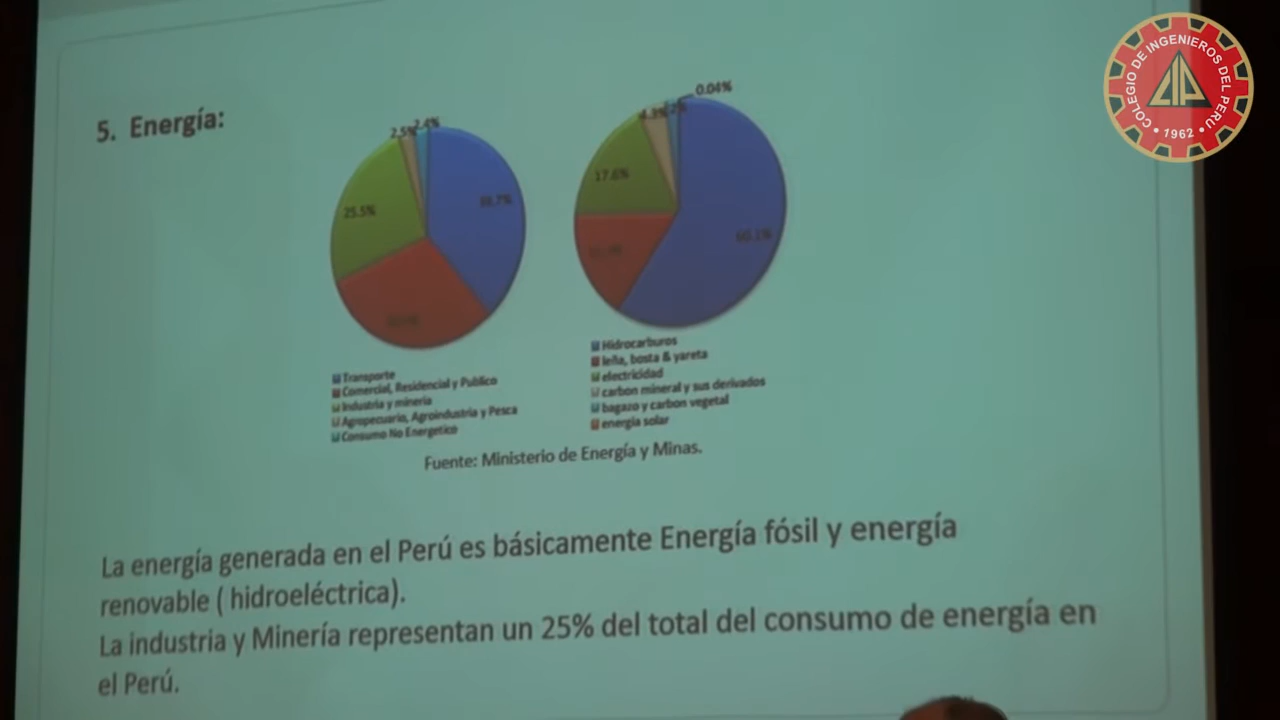 5. Energía:
2,5%
2.4%
25.5%
0.04%
4.3%
17.6%
60.1%
Transporte
Comercial, Residencial y Publico
Industria y mineria
Agropecuario, Agroindustria y Pesca
Consumo No Energetico
Hidrocarburos
leña, bosta & yareta
electricidad
carbon mineral y sus derivados
bagazo y carbon vegetal
energia solar
Fuente: Ministerio de Energía y Minas.
La energía generada en el Perú es básicamente Energía fósil y energía
renovable ( hidroeléctrica).
La industria y Minería representan un 25% del total del consumo de energía en
el Perú.
COLEGIO DE INGENIEROS DEL PERU
CIP
• 1962 •